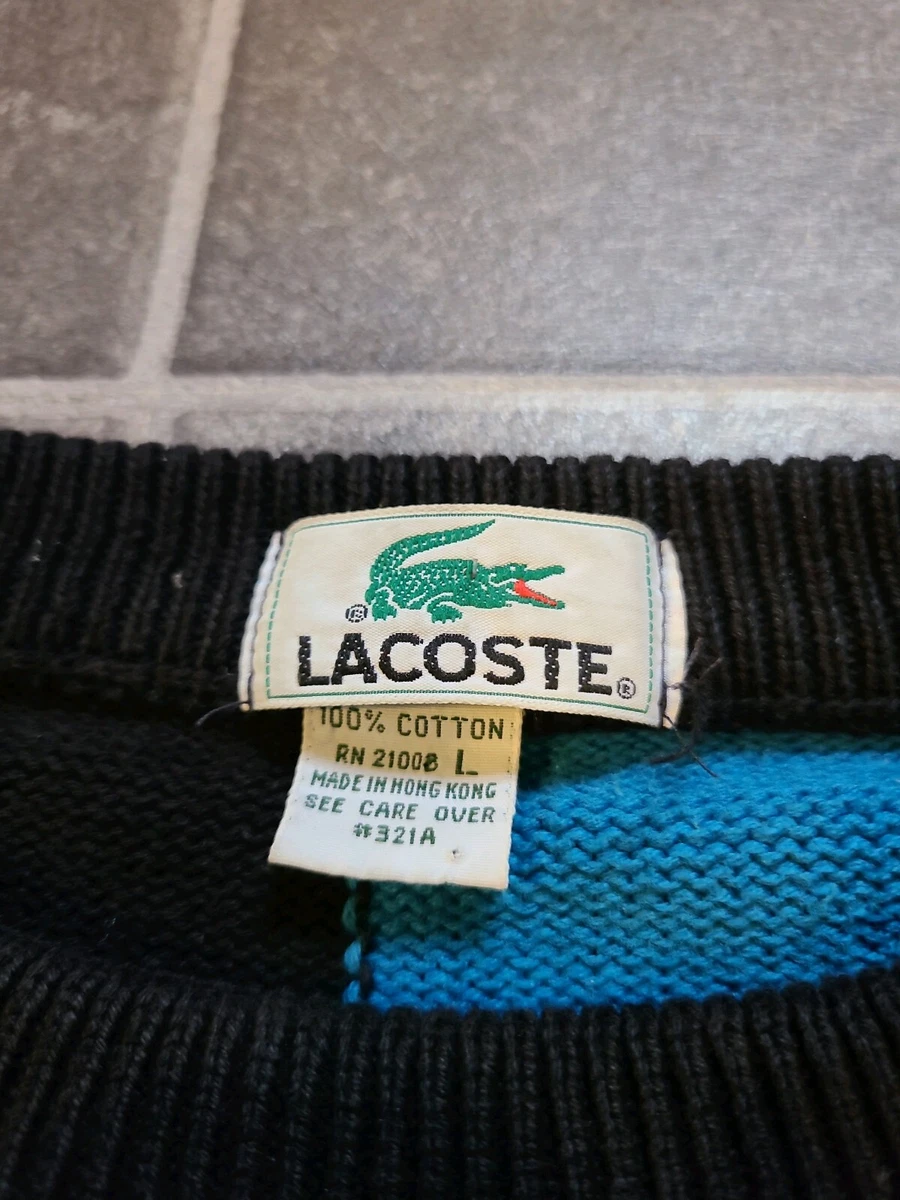 ®
LACOSTE®
100% COTTON
RN 21008 L
MADE IN HONG KONG
SEE CARE OVER
#321A